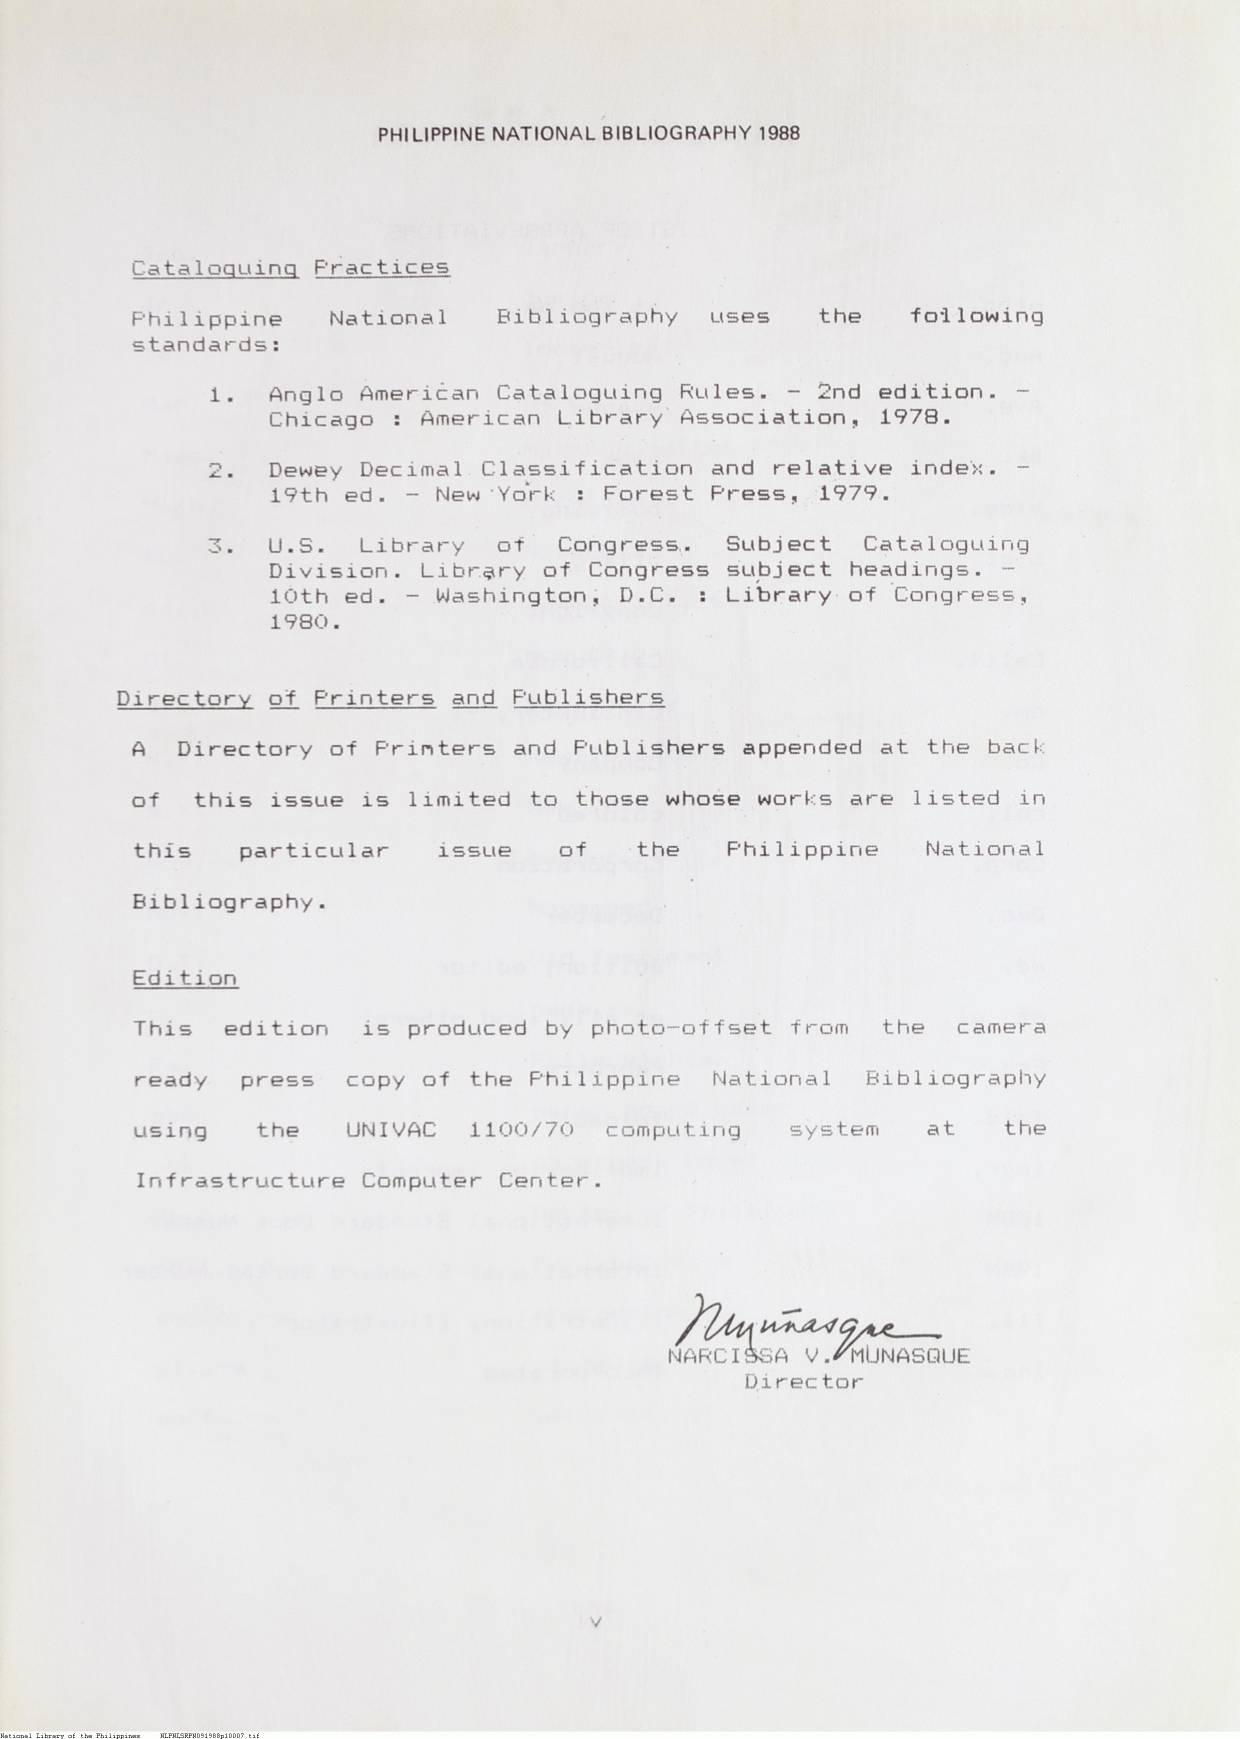 PHILIPPINE NATIONAL BIBLIOGRAPHY 1988
Cataloguing Practices
Philippine National Bibliography uses the following
standards:
1. Anglo American Cataloguing Rules. - 2nd edition. -
Chicago : American Library Association, 1978.
2. Dewey Decimal Classification and relative index. -
19th ed. - New York : Forest Press, 1979.
3. U.S. Library of Congress. Subject Cataloguing
Division. Library of Congress subject headings. -
10th ed. - Washington, D.C. : Library of Congress,
1980.
Directory of Printers and Publishers
A Directory of Printers and Publishers appended at the back
of this issue is limited to those whose works are listed in
this particular issue of the Philippine National
Bibliography.
Edition
This edition is produced by photo-offset from the camera
ready press copy of the Philippine National Bibliography
using the UNIVAC 1100/70 computing system at the
Infrastructure Computer Center.
NARCISSA V. MUNASQUE
Director
v
National Library of the Philippines NLPNLSRPN091988p10007.tif